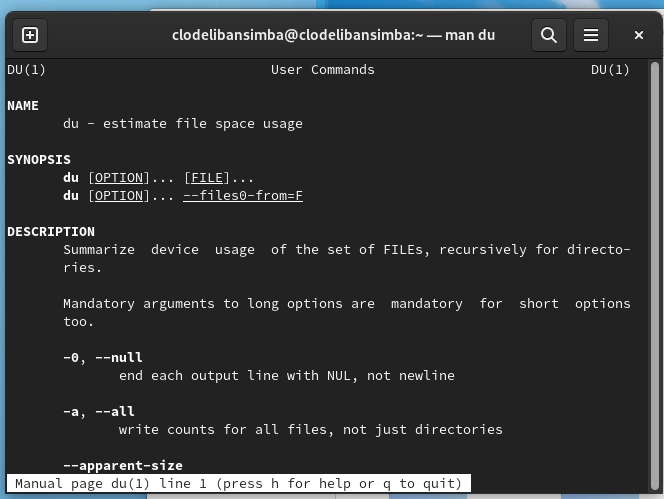 clodelibansimba@clodelibansimba:~ — man du
DU(1) User Commands DU(1)
NAME
du - estimate file space usage
SYNOPSIS
du [OPTION]... [FILE]...
du [OPTION]... --files0-from=F
DESCRIPTION
Summarize device usage of the set of FILEs, recursively for directo-
ries.
Mandatory arguments to long options are mandatory for short options
too.
-0, --null
end each output line with NUL, not newline
-a, --all
write counts for all files, not just directories
--apparent-size
Manual page du(1) line 1 (press h for help or q to quit)